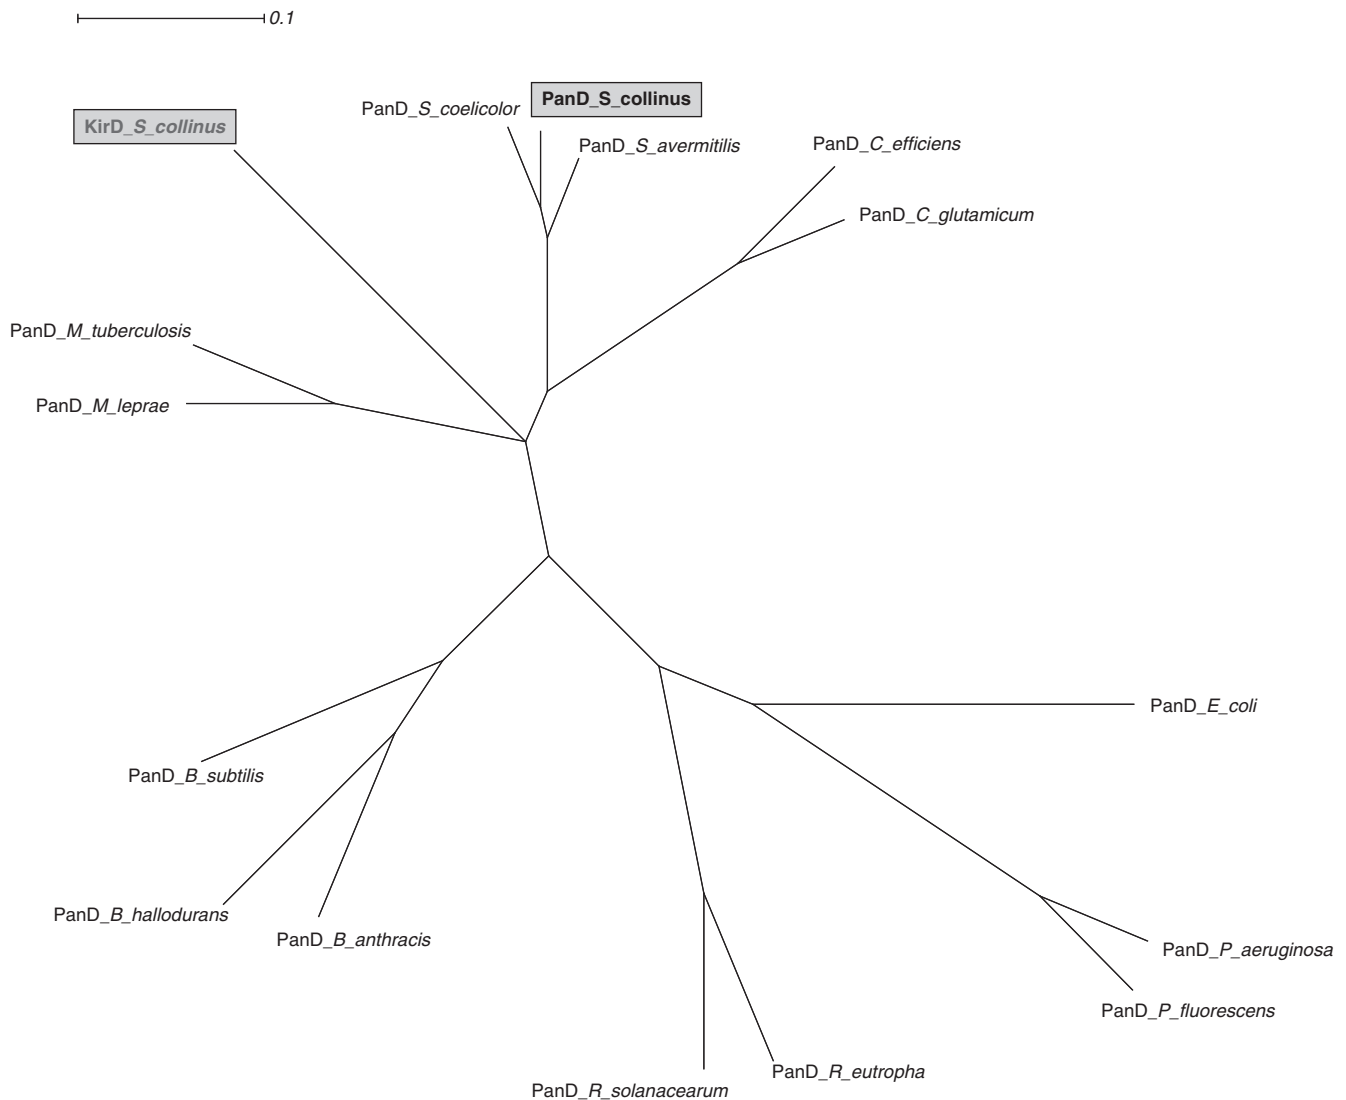 0.1
PanD_S_collinus
PanD_S_coelicolor
KirD_S_collinus
PanD_S_avermitilis
PanD_C_efficiens
PanD_C_glutamicum
PanD_M_tuberculosis
PanD_M_leprae
PanD_E_coli
PanD_B_subtilis
PanD_B_hallodurans
PanD_B_anthracis
PanD_P_aeruginosa
PanD_P_fluorescens
PanD_R_eutropha
PanD_R_solanacearum